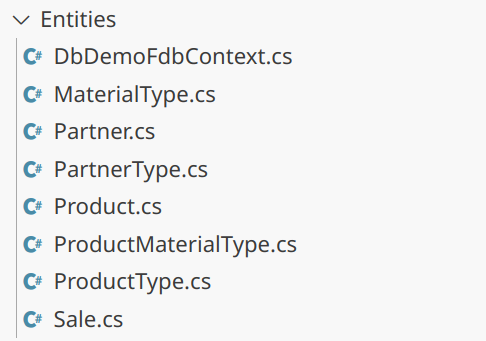 Entities
C# DbDemoFdbContext.cs
C# MaterialType.cs
C# Partner.cs
C# PartnerType.cs
C# Product.cs
C# ProductMaterialType.cs
C# ProductType.cs
C# Sale.cs